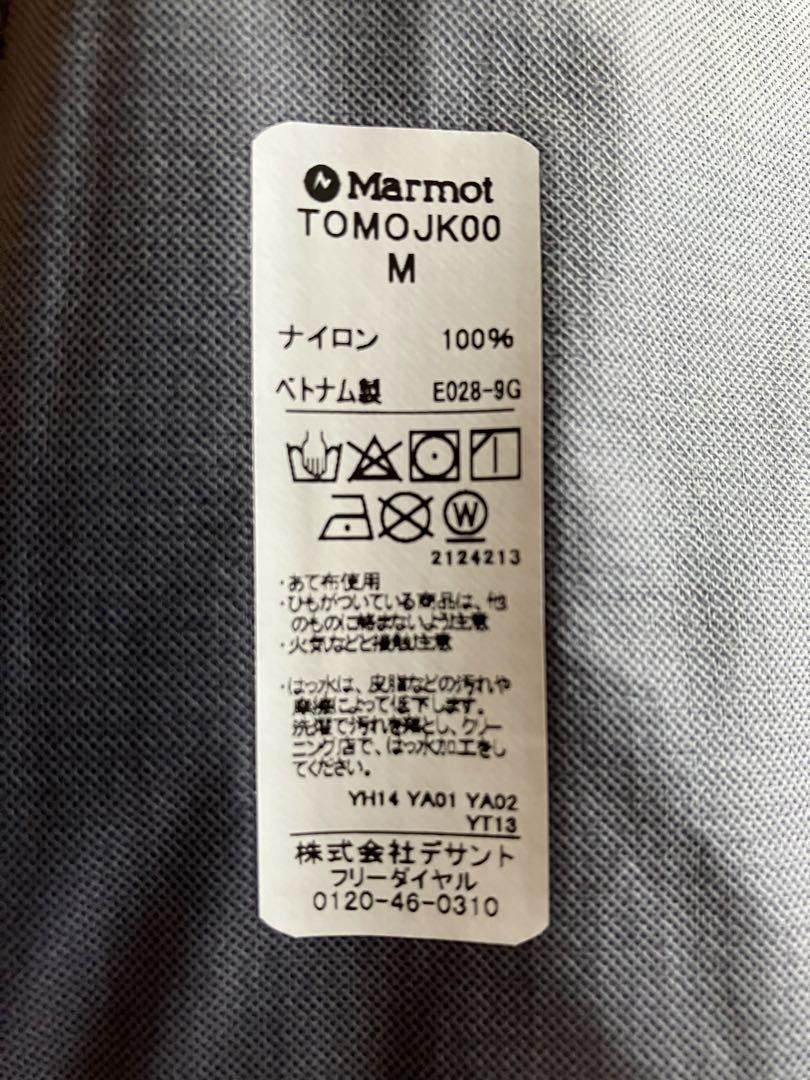 Marmot
TOMOJK00
M
ナイロン 100%
ベトナム製 E028-9G
W
2124213
・あて布使用
・ひもがついている商品は、他
のものに絡まないよう注意
・火気などと接触注意
・はっ水は、皮脂などの汚れや
摩擦によって低下します。
洗濯で汚れを落とし、クリー
ニング店で、はっ水加工をし
てください。
YH14 YA01 YA02
YT13
株式会社デサント
フリーダイヤル
0120-46-0310